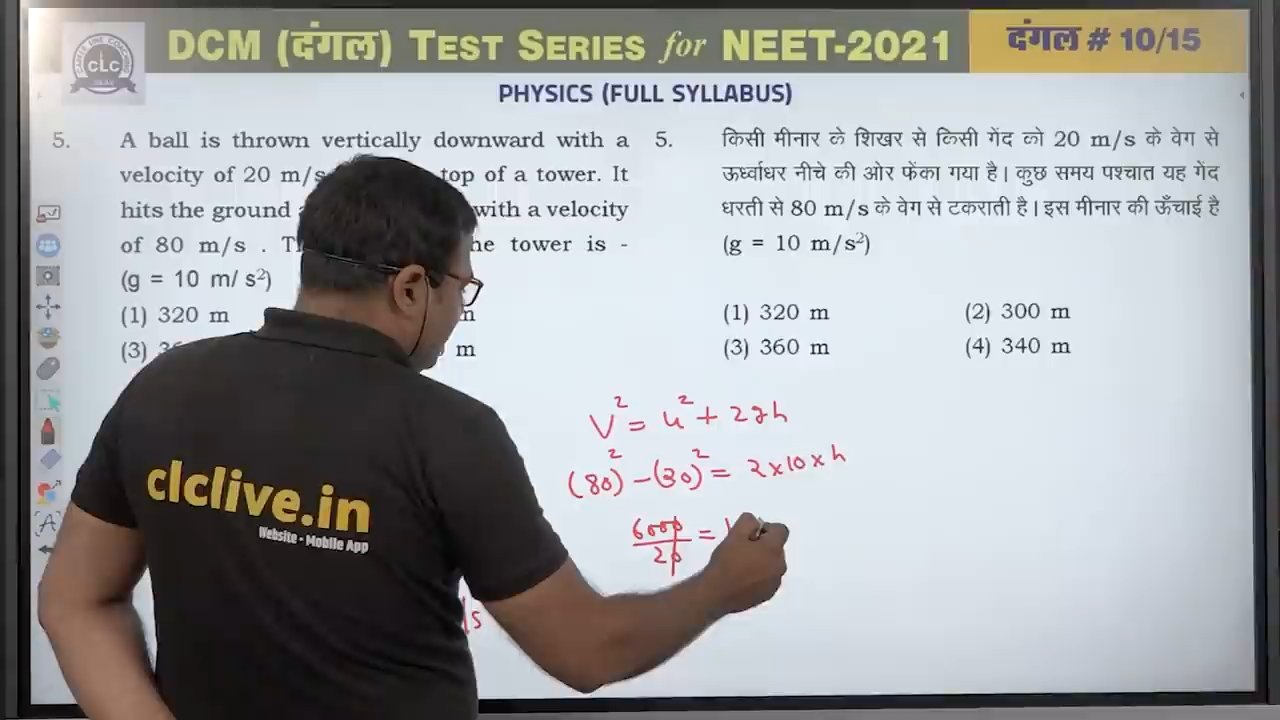 DCM (दंगल) TEST SERIES for NEET-2021
दंगल # 10/15
CLC
PHYSICS (FULL SYLLABUS)
5. A ball is thrown vertically downward with a
velocity of 20 m/s top of a tower. It
hits the ground with a velocity
of 80 m/s . he tower is -
(g = 10 m/ s²)
(1) 320 m m
(3) m
5. किसी मीनार के शिखर से किसी गेंद को 20 m/s के वेग से
ऊर्ध्वाधर नीचे की ओर फेंका गया है। कुछ समय पश्चात यह गेंद
धरती से 80 m/s के वेग से टकराती है। इस मीनार की ऊँचाई है
(g = 10 m/s²)
(1) 320 m (2) 300 m
(3) 360 m (4) 340 m
V² = u² + 2gh
(80)² - (20)² = 2×10×h
6000/20 =
/s
clclive.in
Website - Mobile App